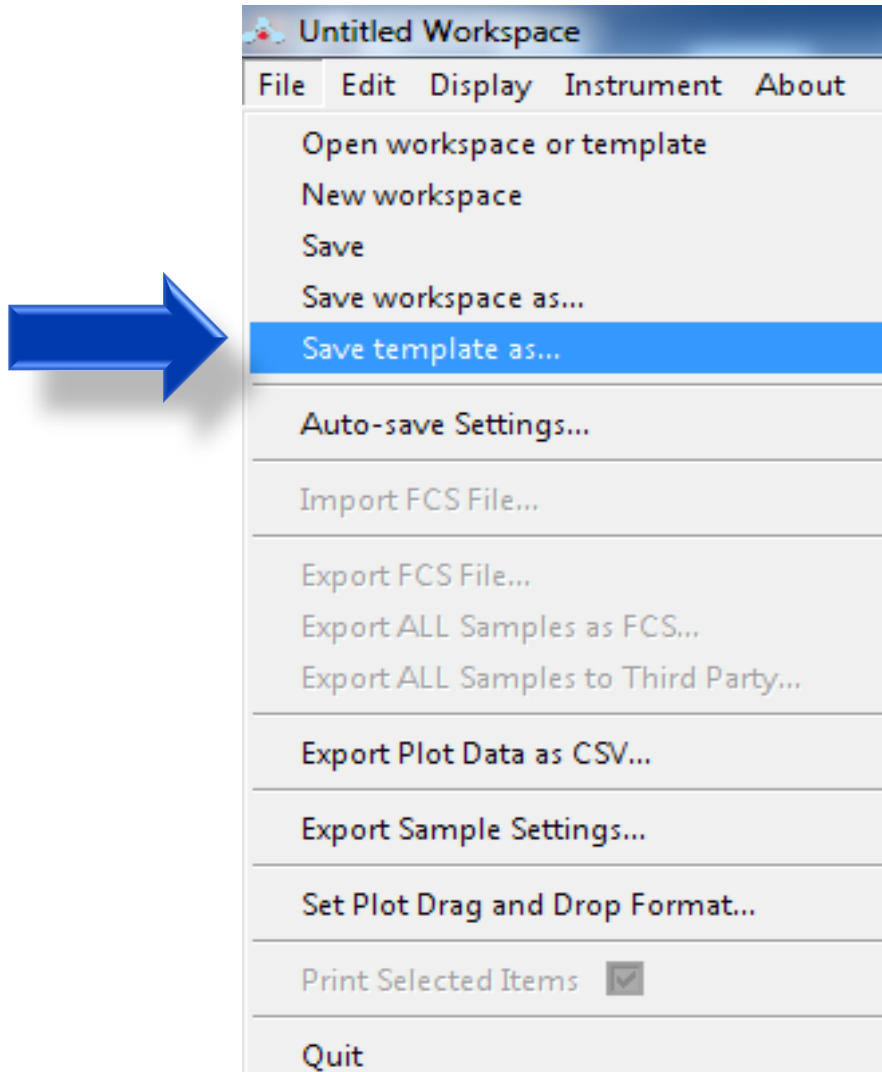 Untitled Workspace
File Edit Display Instrument About
Open workspace or template
New workspace
Save
Save workspace as...
Save template as...
Auto-save Settings...
Import FCS File...
Export FCS File...
Export ALL Samples as FCS...
Export ALL Samples to Third Party...
Export Plot Data as CSV...
Export Sample Settings...
Set Plot Drag and Drop Format...
Print Selected Items
Quit